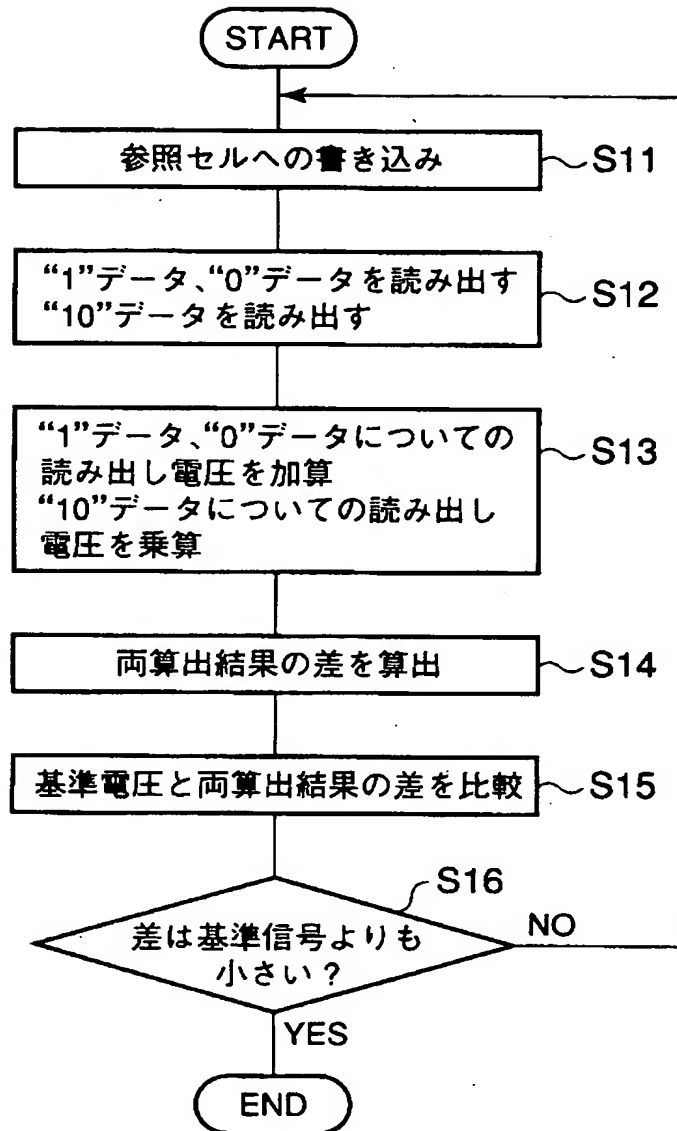 START
参照セルへの書き込み
S11
“1”データ、“0”データを読み出す
“10”データを読み出す
S12
“1”データ、“0”データについての
読み出し電圧を加算
“10”データについての読み出し
電圧を乗算
S13
両算出結果の差を算出
S14
基準電圧と両算出結果の差を比較
S15
S16
差は基準信号よりも
小さい？
NO
YES
END